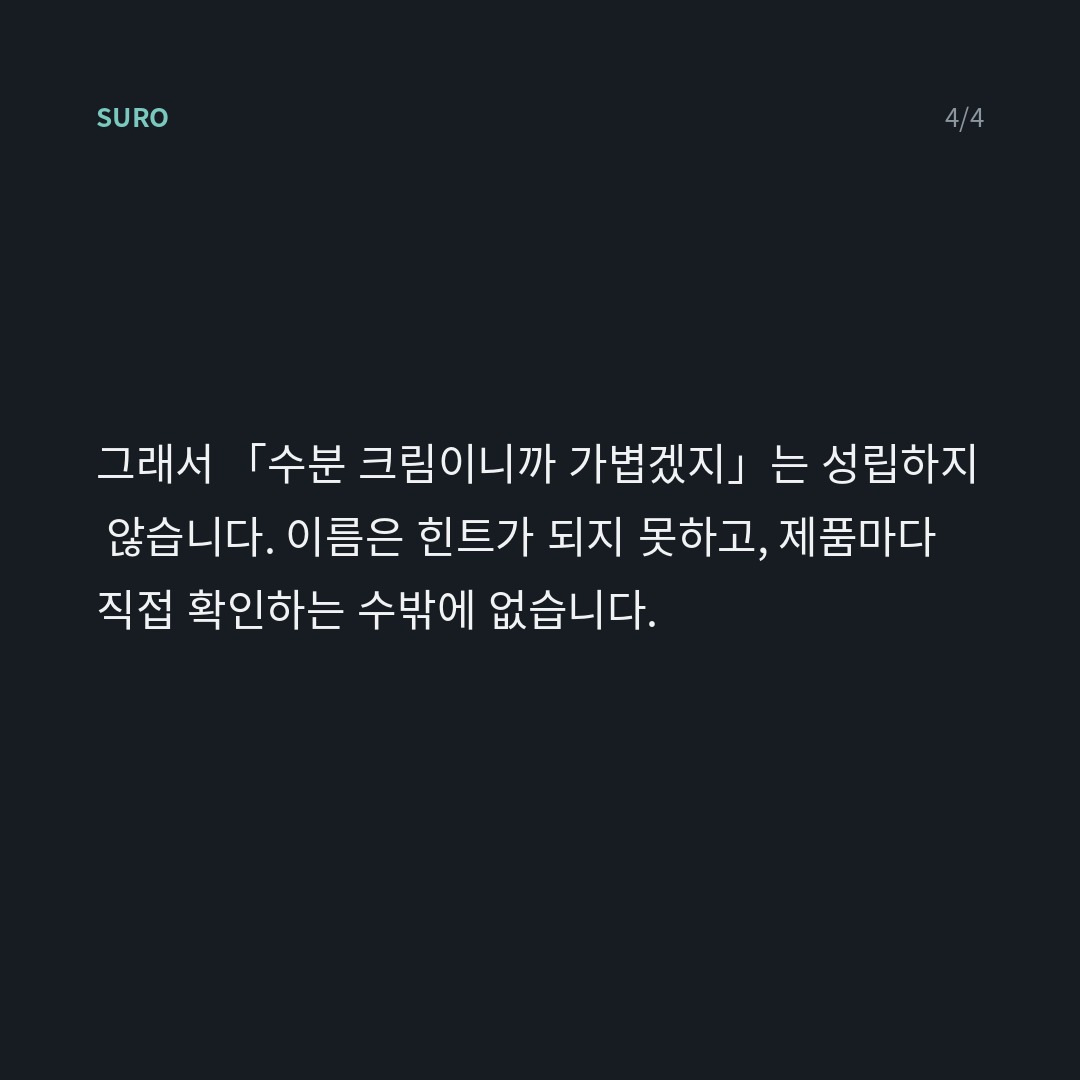 SURO
4/4
그래서 「수분 크림이니까 가볍겠지」는 성립하지
않습니다. 이름은 힌트가 되지 못하고, 제품마다
직접 확인하는 수밖에 없습니다.